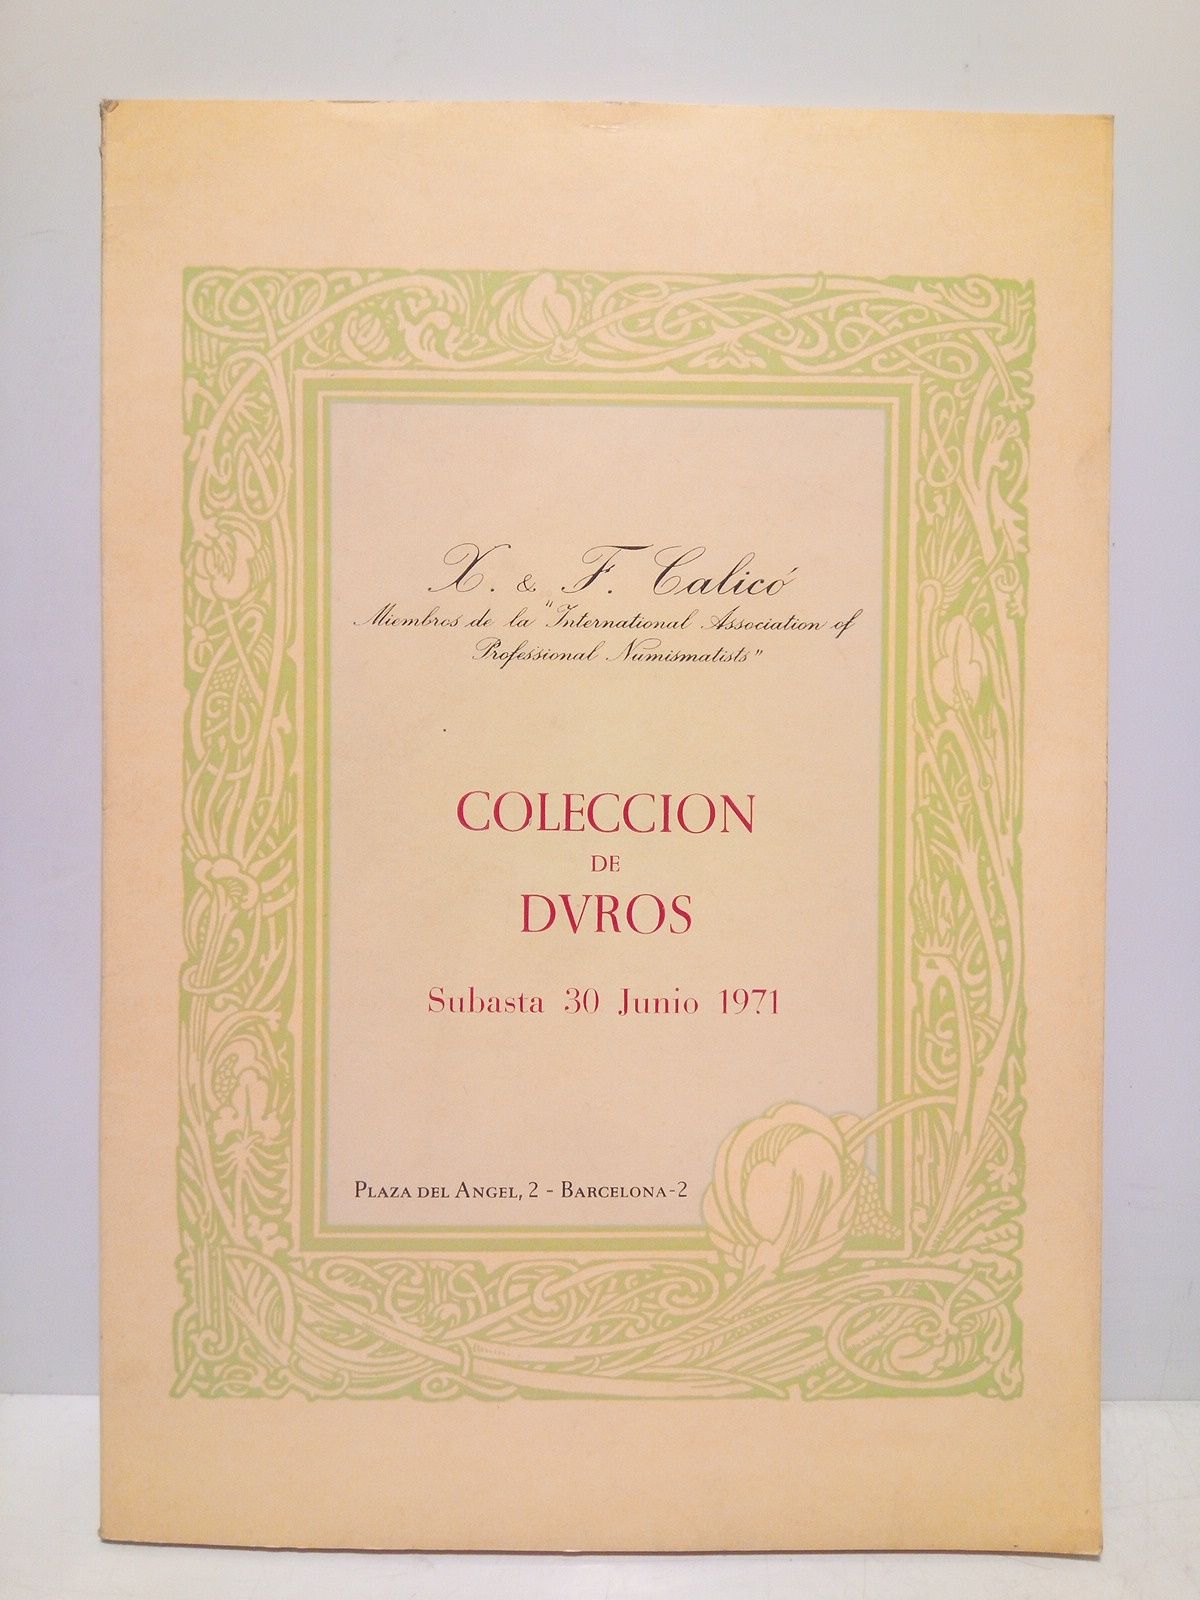 X. & F. Calicó
Miembros de la "International Association of
Professional Numismatists"
COLECCION
DE
DVROS
Subasta 30 Junio 1971
PLAZA DEL ANGEL, 2 - BARCELONA-2